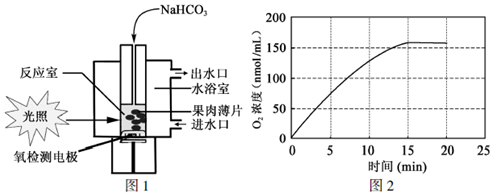 NaHCO₃
反应室
光照
氧检测电极
出水口
水浴室
果肉薄片
进水口
图1
O₂浓度(nmol/mL)
200
150
100
50
0
0 5 10 15 20 25
时间 (min)
图2